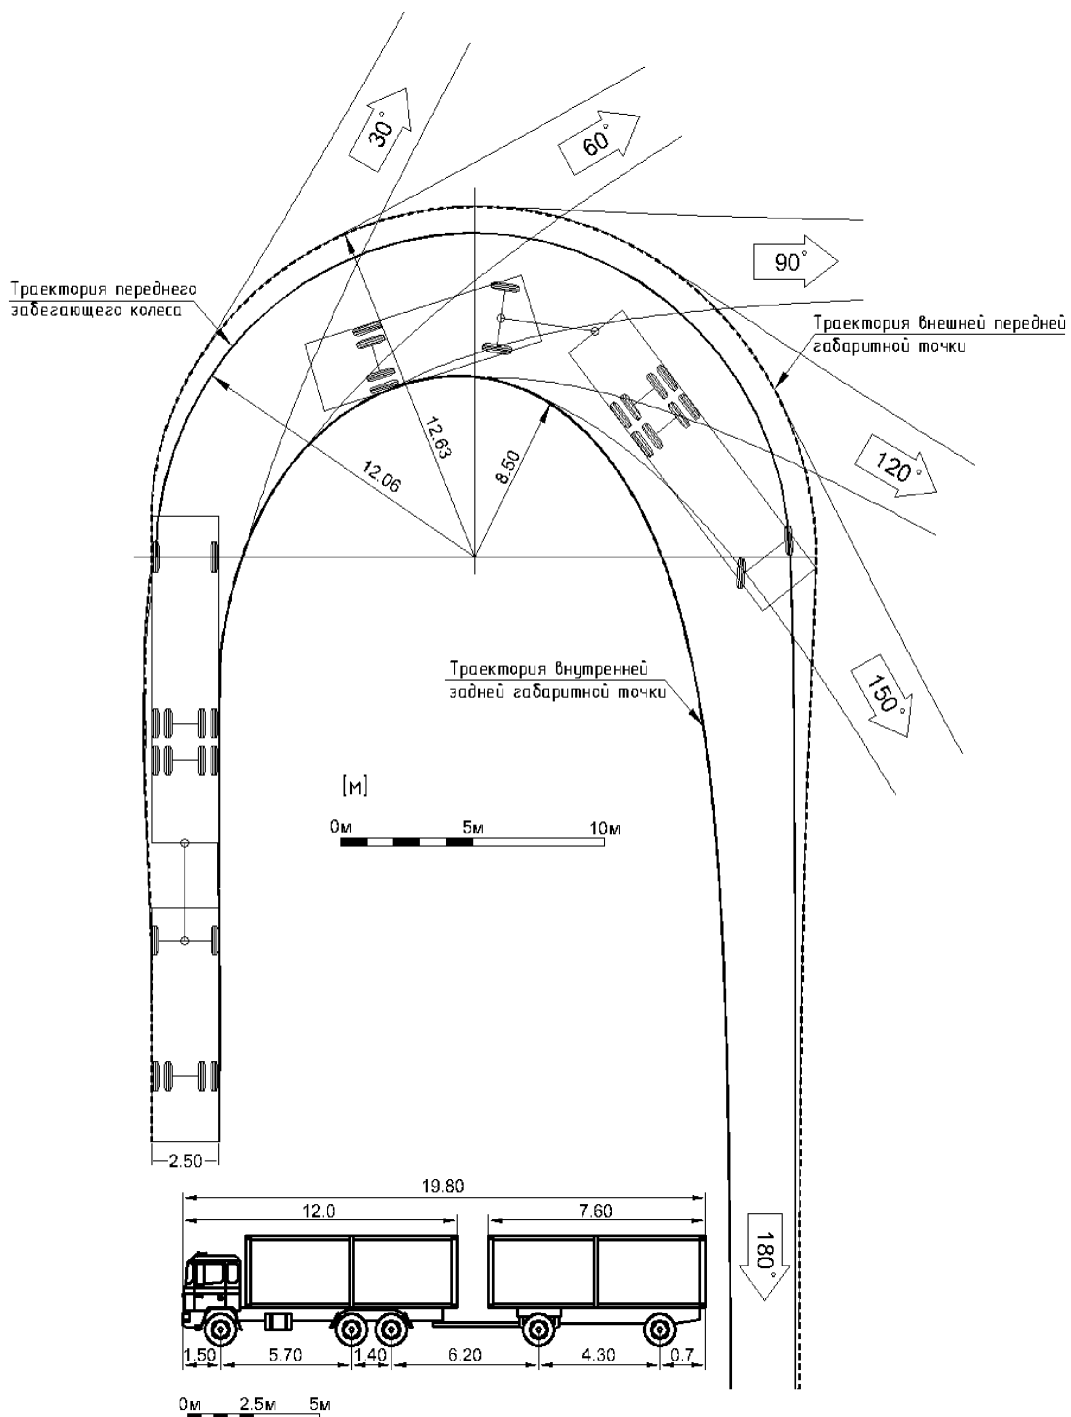 30°
60°
90°
Траектория переднего
забегающего колеса
Траектория внешней передней
габаритной точки
12.63
8.50
12.06
120°
Траектория внутренней
задней габаритной точки
150°
[м]
0м 5м 10м
2.50
19.80
12.0 7.60
180°
1.50 5.70 1.40 6.20 4.30 0.7
0м 2.5м 5м